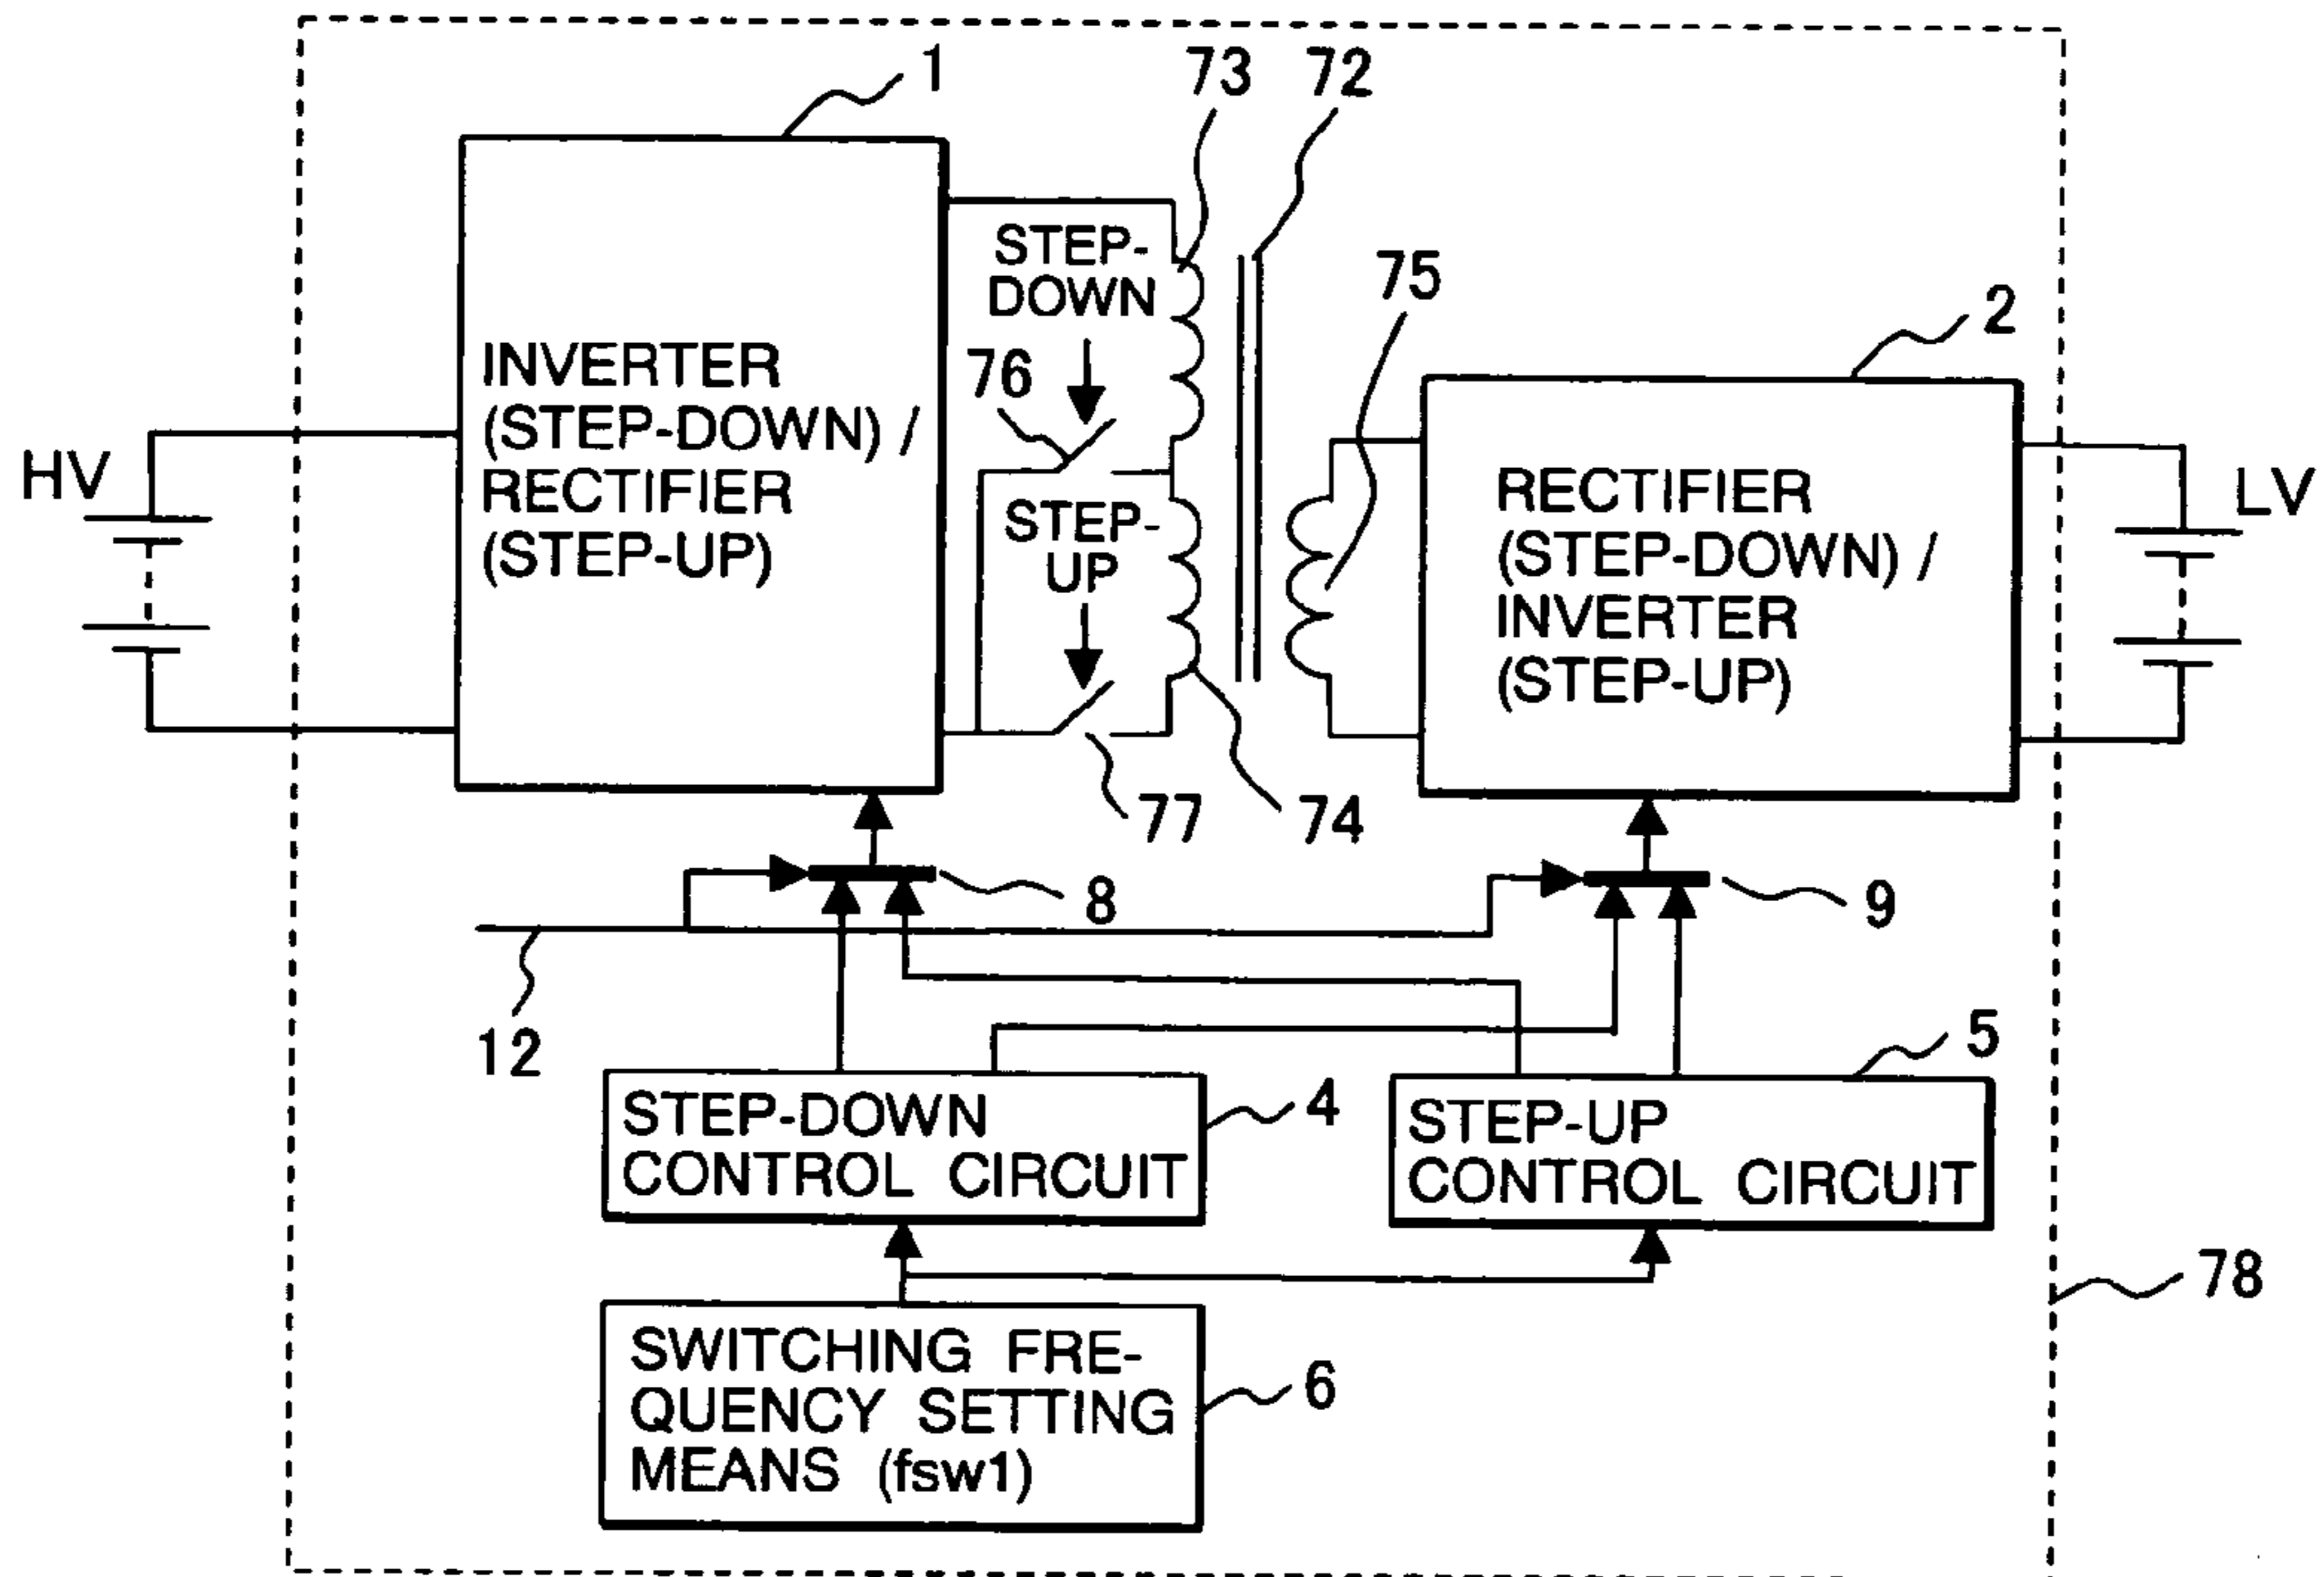 1
73
72
STEP-
DOWN
75
2
76
INVERTER
(STEP-DOWN) /
RECTIFIER
(STEP-UP)
HV
STEP-
UP
RECTIFIER
(STEP-DOWN) /
INVERTER
(STEP-UP)
LV
77
74
8
9
12
5
STEP-DOWN
CONTROL CIRCUIT
4
STEP-UP
CONTROL CIRCUIT
78
SWITCHING FRE-
QUENCY SETTING
MEANS (fsw1)
6